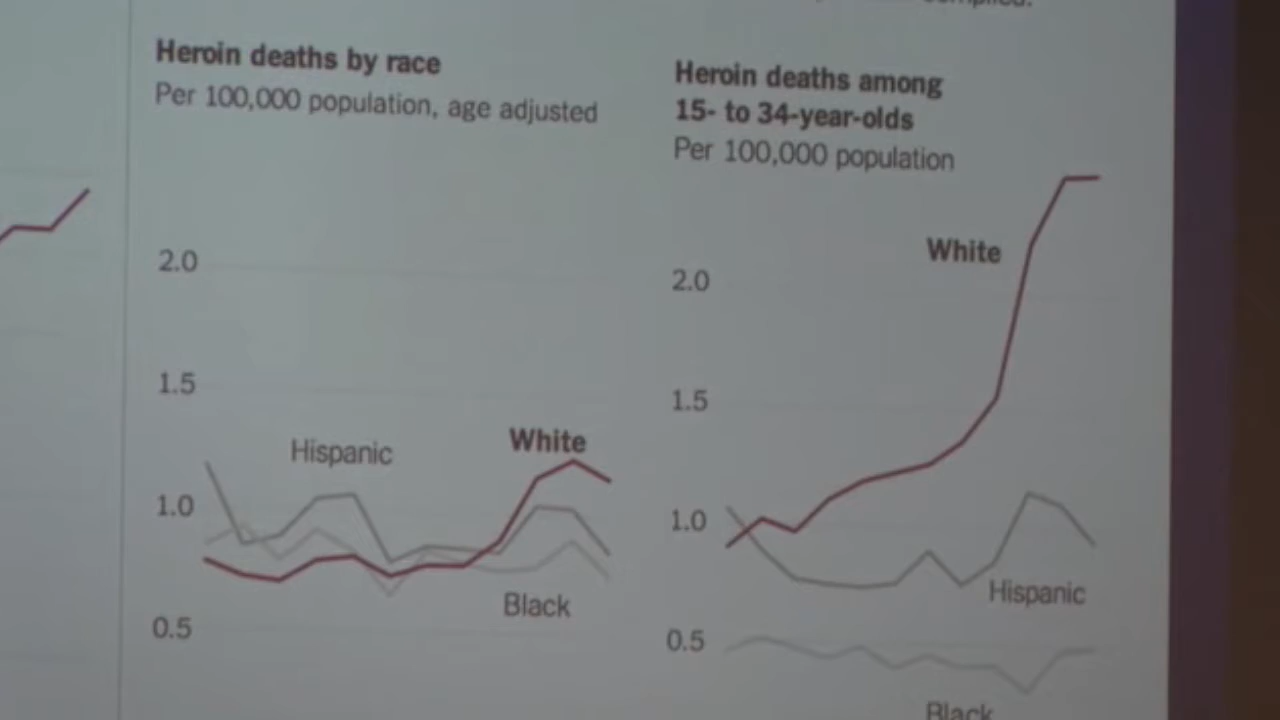 Heroin deaths by race
Per 100,000 population, age adjusted
2.0
1.5
Hispanic
White
1.0
Black
0.5
Heroin deaths among
15- to 34-year-olds
Per 100,000 population
White
2.0
1.5
1.0
Hispanic
0.5
Black